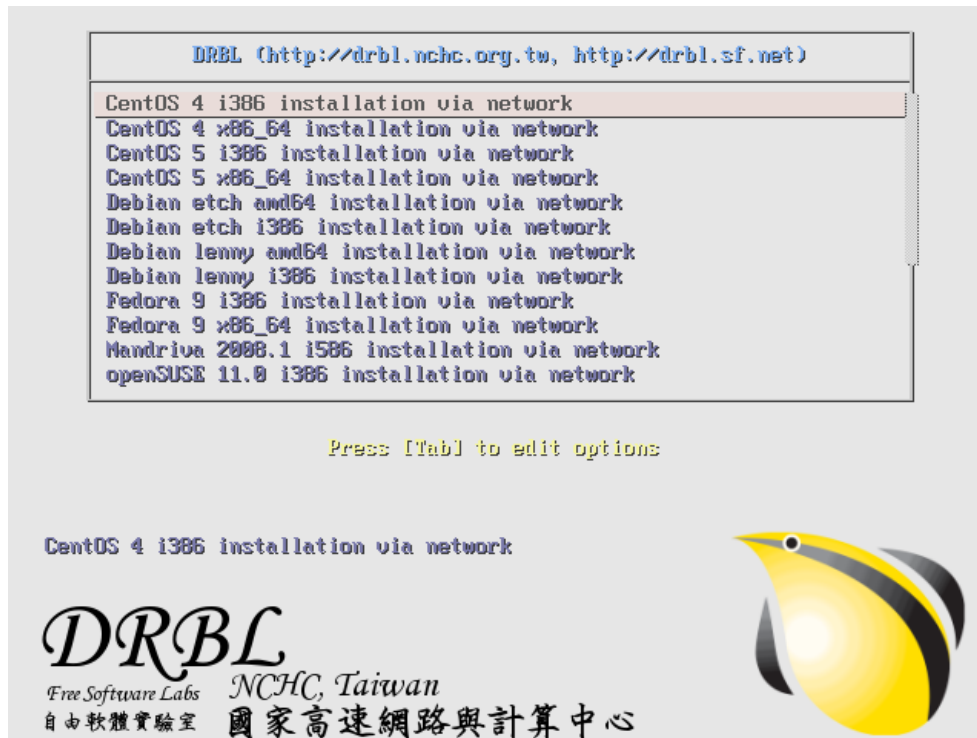 DRBL (http://drbl.nchc.org.tw, http://drbl.sf.net)
CentOS 4 i386 installation via network
CentOS 4 x86_64 installation via network
CentOS 5 i386 installation via network
CentOS 5 x86_64 installation via network
Debian etch amd64 installation via network
Debian etch i386 installation via network
Debian lenny amd64 installation via network
Debian lenny i386 installation via network
Fedora 9 i386 installation via network
Fedora 9 x86_64 installation via network
Mandriva 2008.1 i586 installation via network
openSUSE 11.0 i386 installation via network
Press [Tab] to edit options
CentOS 4 i386 installation via network
DRBL
Free Software Labs NCHC, Taiwan
自由軟體實驗室 國家高速網路與計算中心